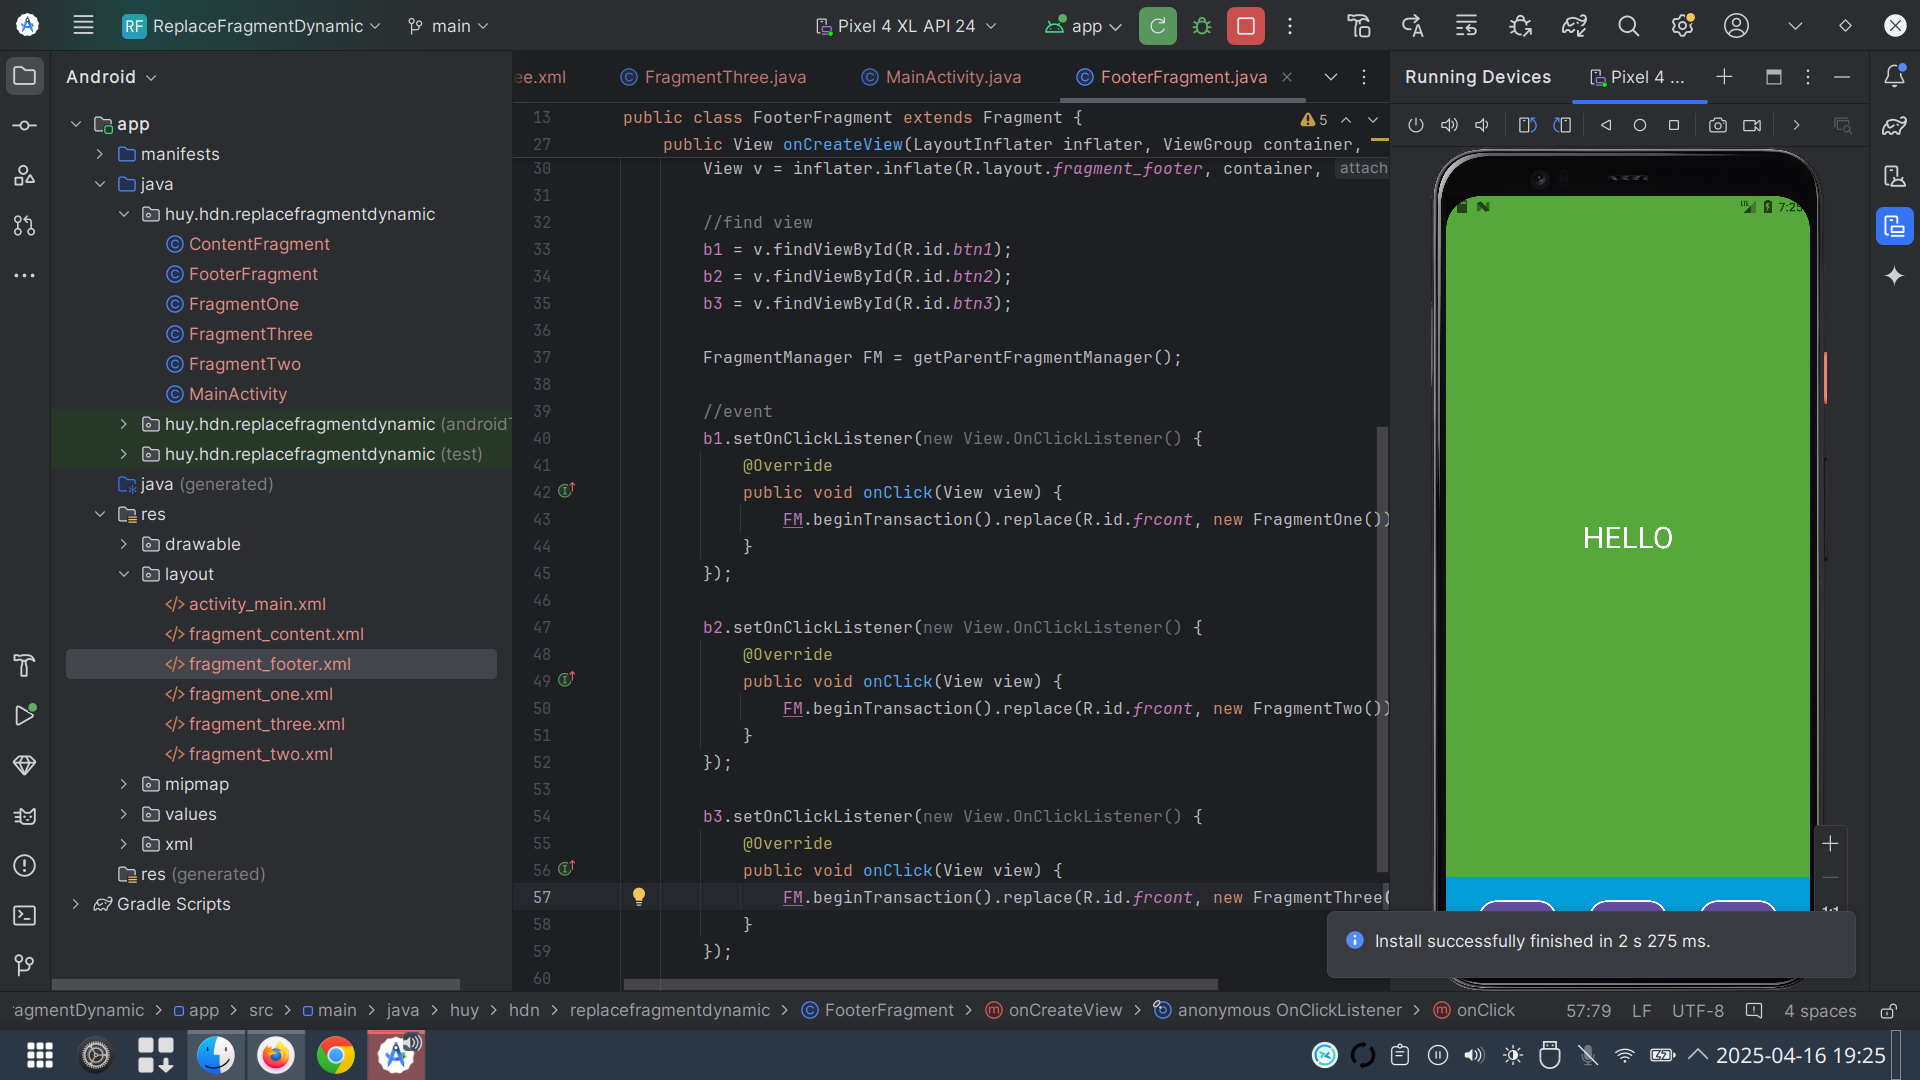 RF ReplaceFragmentDynamic
main
Pixel 4 XL API 24
app
Android
app
manifests
java
huy.hdn.replacefragmentdynamic
ContentFragment
FooterFragment
FragmentOne
FragmentThree
FragmentTwo
MainActivity
huy.hdn.replacefragmentdynamic (androidT
huy.hdn.replacefragmentdynamic (test)
java (generated)
res
drawable
layout
activity_main.xml
fragment_content.xml
fragment_footer.xml
fragment_one.xml
fragment_three.xml
fragment_two.xml
mipmap
values
xml
res (generated)
Gradle Scripts
ee.xml
FragmentThree.java
MainActivity.java
FooterFragment.java
13 public class FooterFragment extends Fragment {
5
27 public View onCreateView(LayoutInflater inflater, ViewGroup container,
30 View v = inflater.inflate(R.layout.fragment_footer, container, attach
31
32 //find view
33 b1 = v.findViewById(R.id.btn1);
34 b2 = v.findViewById(R.id.btn2);
35 b3 = v.findViewById(R.id.btn3);
36
37 FragmentManager FM = getParentFragmentManager();
38
39 //event
40 b1.setOnClickListener(new View.OnClickListener() {
41 @Override
42 public void onClick(View view) {
43 FM.beginTransaction().replace(R.id.frcont, new FragmentOne())
44 }
45 });
46
47 b2.setOnClickListener(new View.OnClickListener() {
48 @Override
49 public void onClick(View view) {
50 FM.beginTransaction().replace(R.id.frcont, new FragmentTwo())
51 }
52 });
53
54 b3.setOnClickListener(new View.OnClickListener() {
55 @Override
56 public void onClick(View view) {
57 FM.beginTransaction().replace(R.id.frcont, new FragmentThree(
58 }
59 });
60
Running Devices
Pixel 4 ...
LTE
7:25
HELLO
Install successfully finished in 2 s 275 ms.
ragmentDynamic > app > src > main > java > huy > hdn > replacefragmentdynamic > FooterFragment > onCreateView > anonymous OnClickListener > onClick
57:79 LF UTF-8 4 spaces
2025-04-16 19:25